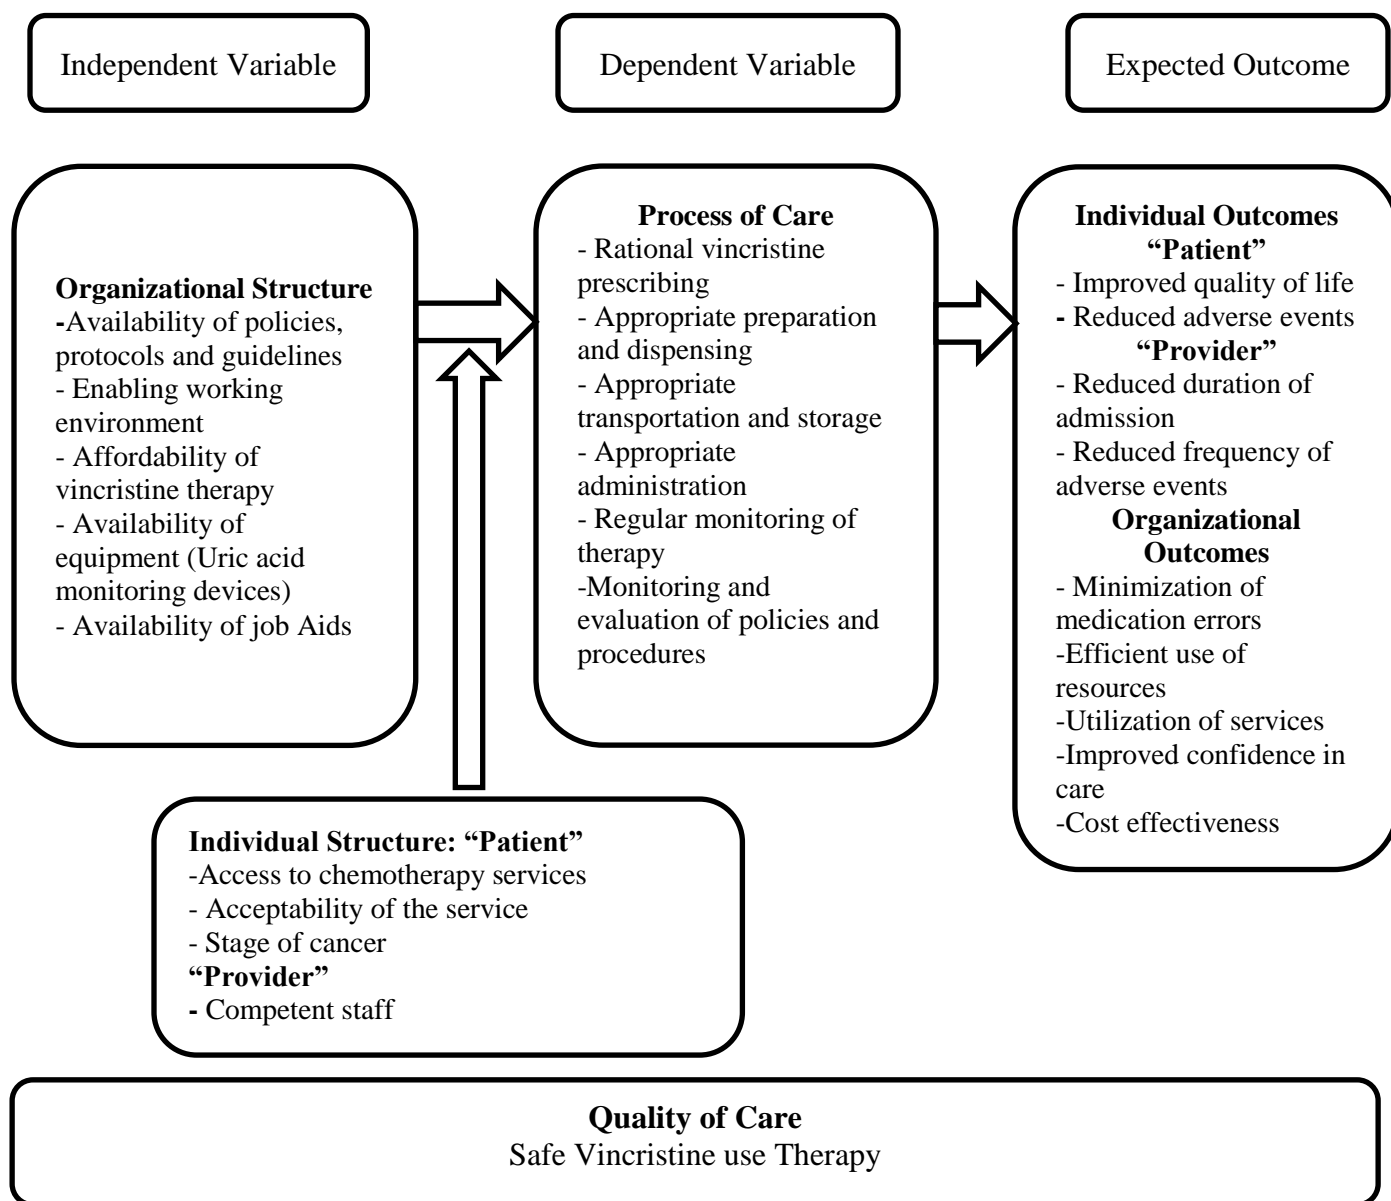 Independent Variable
Dependent Variable
Expected Outcome
Organizational Structure
-Availability of policies,
protocols and guidelines
- Enabling working
environment
- Affordability of
vincristine therapy
- Availability of
equipment (Uric acid
monitoring devices)
- Availability of job Aids
Process of Care
- Rational vincristine
prescribing
- Appropriate preparation
and dispensing
- Appropriate
transportation and storage
- Appropriate
administration
- Regular monitoring of
therapy
-Monitoring and
evaluation of policies and
procedures
Individual Outcomes
“Patient”
- Improved quality of life
- Reduced adverse events
“Provider”
- Reduced duration of
admission
- Reduced frequency of
adverse events
Organizational
Outcomes
- Minimization of
medication errors
-Efficient use of
resources
-Utilization of services
-Improved confidence in
care
-Cost effectiveness
Individual Structure: “Patient”
-Access to chemotherapy services
- Acceptability of the service
- Stage of cancer
“Provider”
- Competent staff
Quality of Care
Safe Vincristine use Therapy